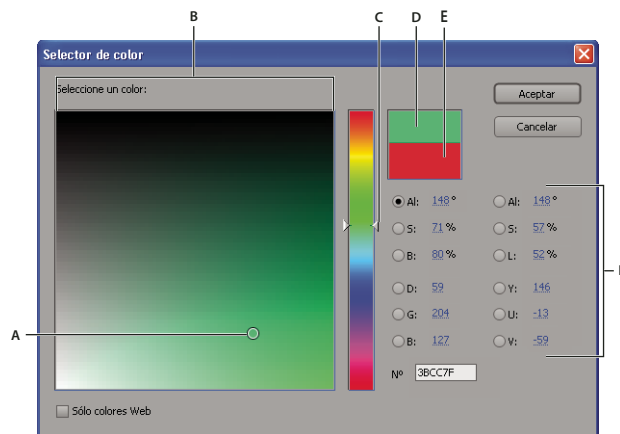 B
C
D
E
Selector de color
Seleccione un color:
Aceptar
Cancelar
Al: 148 °
Al: 148 °
S: 71 %
S: 57 %
B: 80 %
L: 52 %
D: 59
Y: 146
G: 204
U: -13
B: 127
V: -59
A
Nº 3BCC7F
Sólo colores Web